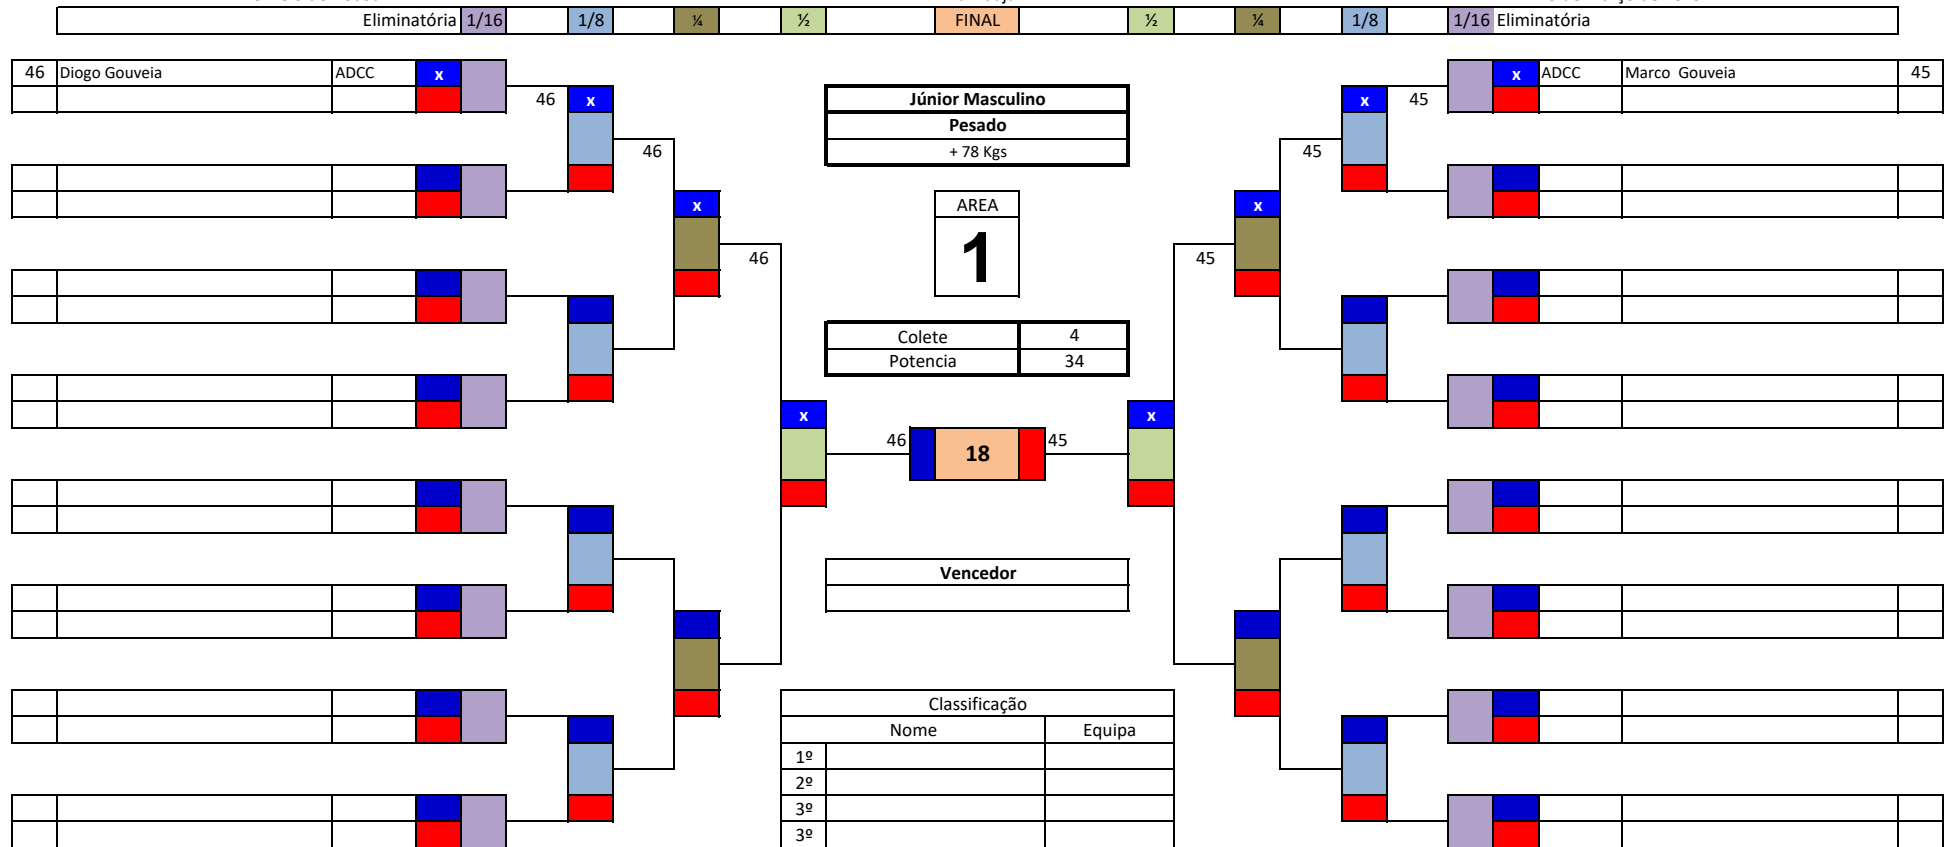 Eliminatória 1/16 1/8 ¼ ½ FINAL ½ ¼ 1/8 1/16 Eliminatória
46 Diogo Gouveia ADCC x
x ADCC Marco Gouveia 45
46 x
x 45
Júnior Masculino
Pesado
+ 78 Kgs
46
45
x
AREA
x
1
46
45
Colete 4
Potencia 34
x
x
46 18 45
Vencedor
Classificação
Nome Equipa
1º
2º
3º
3º